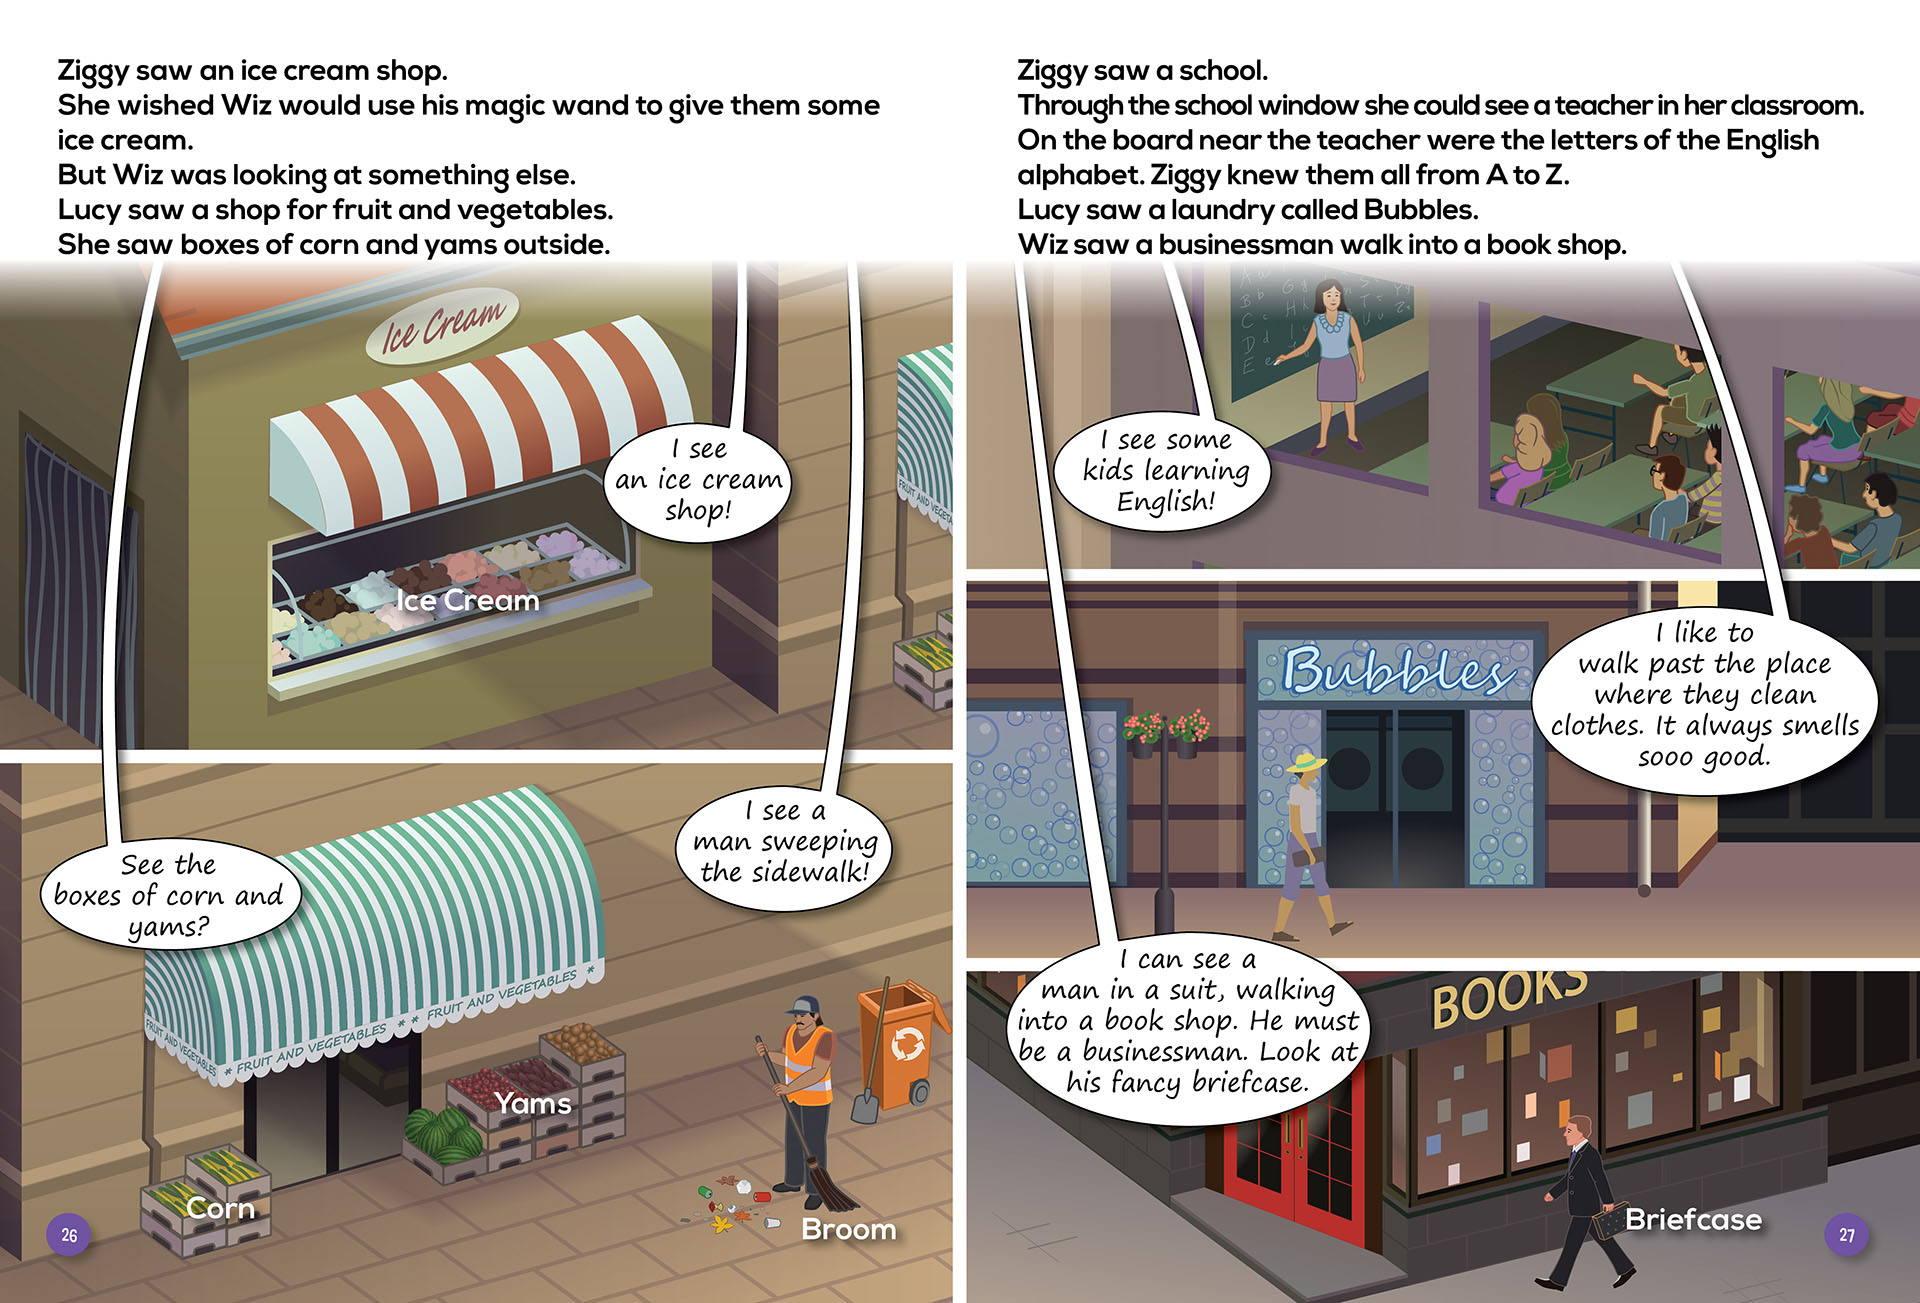 Ziggy saw an ice cream shop.
She wished Wiz would use his magic wand to give them some
ice cream.
But Wiz was looking at something else.
Lucy saw a shop for fruit and vegetables.
She saw boxes of corn and yams outside.
Ice Cream
I see
an ice cream
shop!
FRUIT AND VEGETA
Ice Cream
I see a
man sweeping
the sidewalk!
See the
boxes of corn and
yams?
FRUIT AND VEGETABLES * FRUIT AND VEGETABLES * * FRUIT AND VEGETABLES *
Yams
Corn
Broom
26
Ziggy saw a school.
Through the school window she could see a teacher in her classroom.
On the board near the teacher were the letters of the English
alphabet. Ziggy knew them all from A to Z.
Lucy saw a laundry called Bubbles.
Wiz saw a businessman walk into a book shop.
A a G
B b H
C c
D d
E e
I see some
kids learning
English!
Bubbles
I like to
walk past the place
where they clean
clothes. It always smells
sooo good.
I can see a
man in a suit, walking
into a book shop. He must
be a businessman. Look at
his fancy briefcase.
BOOKS
Briefcase
27